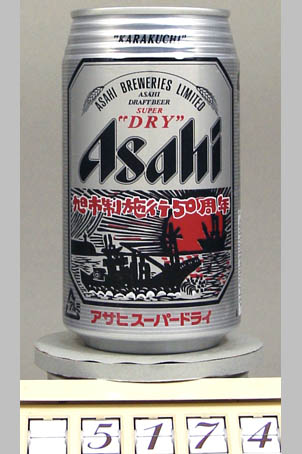 "KARAKUCHI"
ASAHI BREWERIES LIMITED
ASAHI
DRAFT BEER
SUPER
"DRY"
Asahi
旭市制施行50周年
アサヒスーパードライ
5174